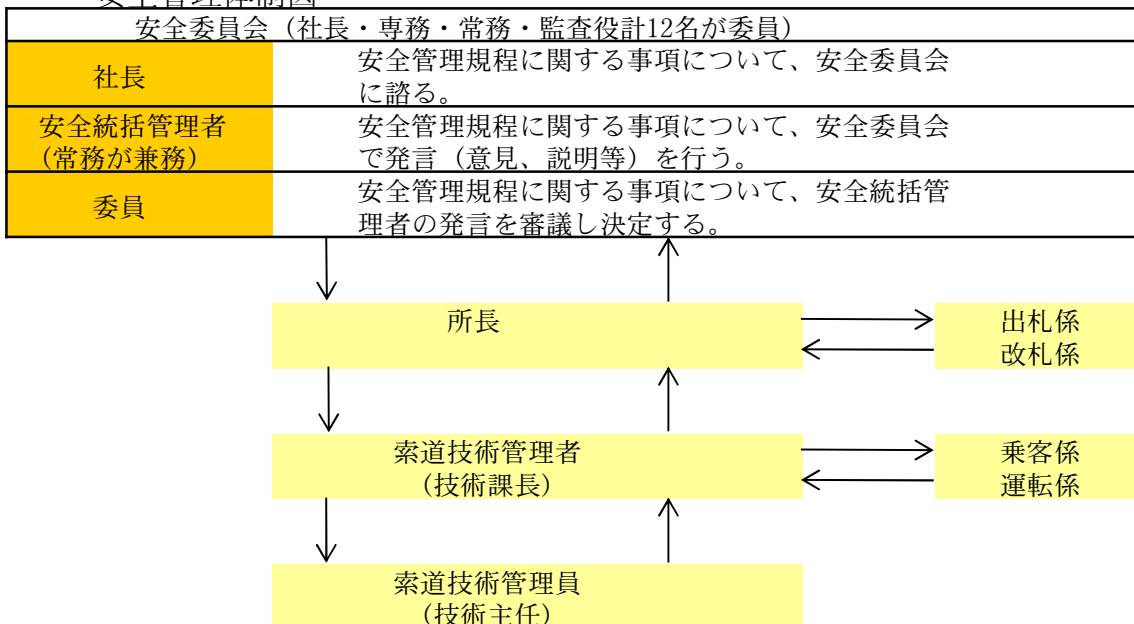 安全管理体制図
安全委員会（社長・専務・常務・監査役計12名が委員）
社長
安全管理規程に関する事項について、安全委員会
に諮る。
安全統括管理者
（常務が兼務）
安全管理規程に関する事項について、安全委員会
で発言（意見、説明等）を行う。
委員
安全管理規程に関する事項について、安全統括管
理者の発言を審議し決定する。
所長
出札係
改札係
索道技術管理者
（技術課長）
乗客係
運転係
索道技術管理員
（技術主任）